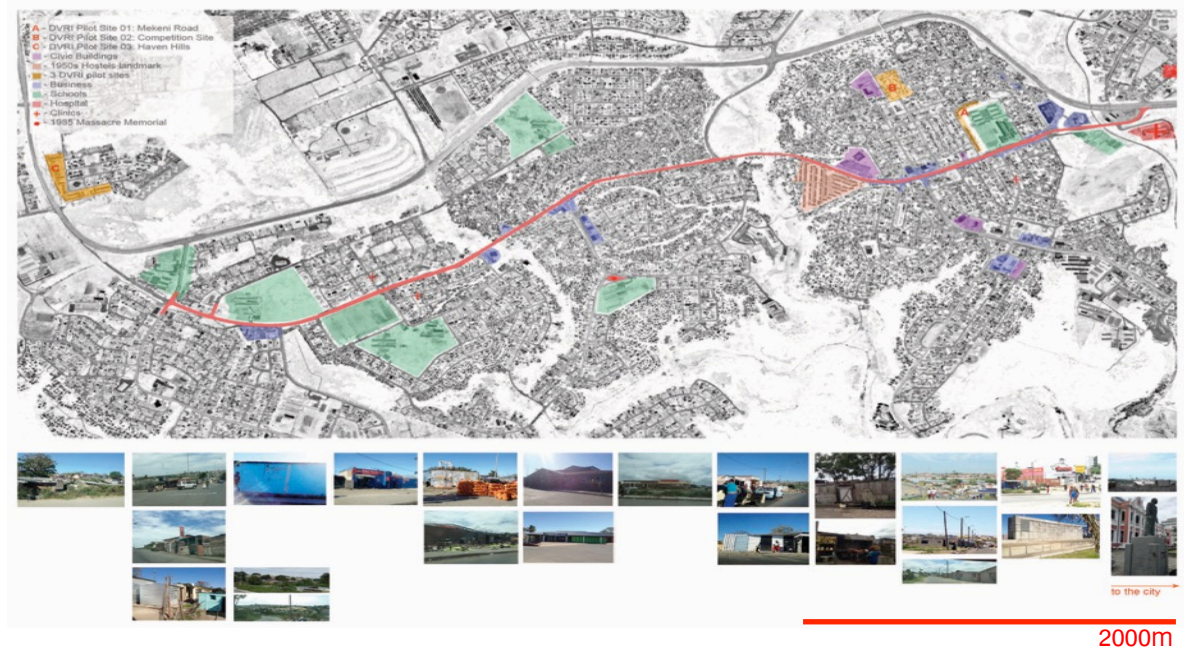 A - DVRI Pilot Site 01: Mekeni Road
B - DVRI Pilot Site 02: Competition Site
C - DVRI Pilot Site 03: Haven Hills
- Civic Buildings
- 1950s Hostels landmark
- 3 DVRI pilot sites
- Business
- Schools
- Hospital
- Clinics
- 1985 Massacre Memorial
B
A
C
to the city
2000m